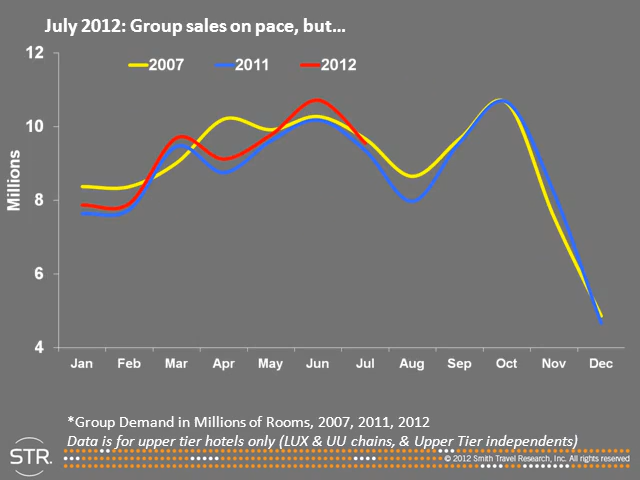 July 2012: Group sales on pace, but…
12
2007 2011 2012
10
Millions
8
6
4
Jan Feb Mar Apr May Jun Jul Aug Sep Oct Nov Dec
*Group Demand in Millions of Rooms, 2007, 2011, 2012
Data is for upper tier hotels only (LUX & UU chains, & Upper Tier independents)
STR.
© 2012 Smith Travel Research, Inc. All rights reserved